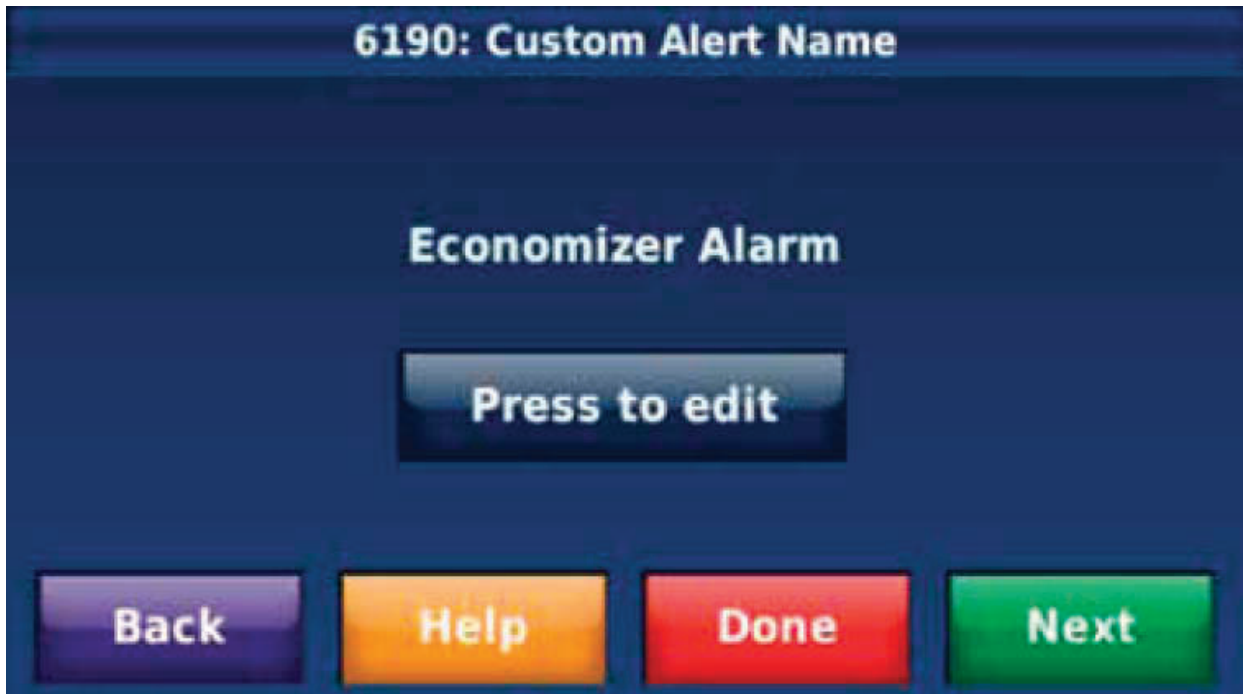 6190: Custom Alert Name
Economizer Alarm
Press to edit
Back Help Done Next